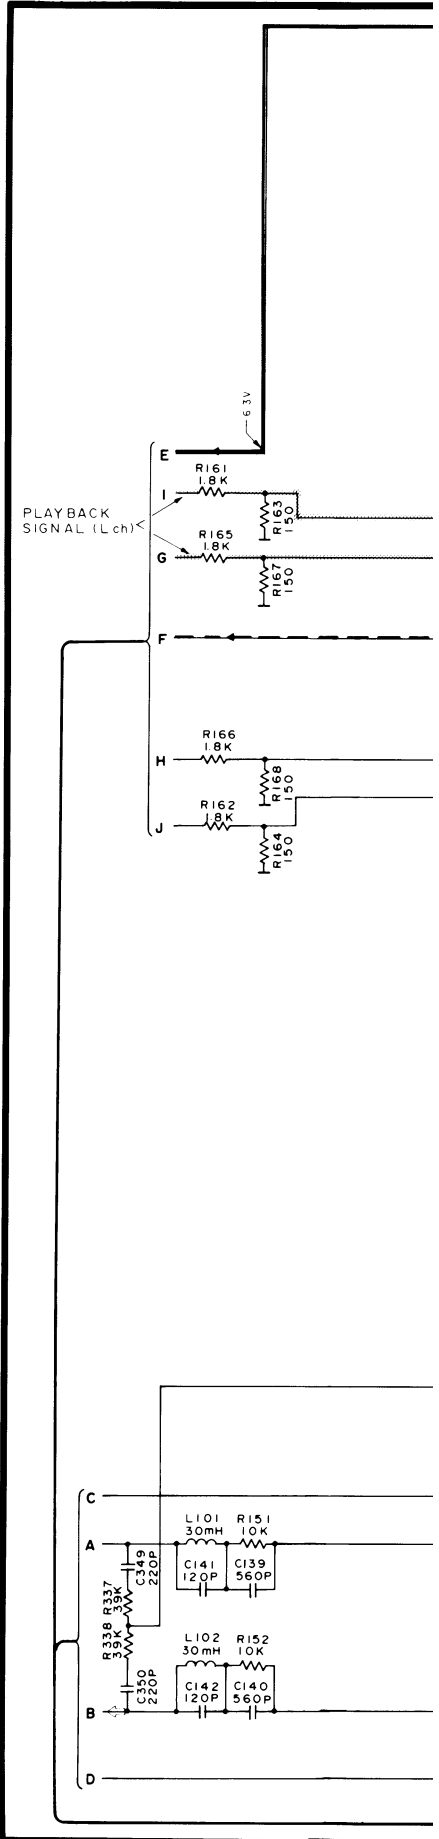 6.3V
E
R161
1.8K
I
PLAYBACK
SIGNAL (L ch)
R163
150
R165
1.8K
G
R167
150
F
R166
1.8K
H
R168
150
R162
1.8K
J
R164
150
C
L101
30mH
R151
10K
A
C349
220P
C141
120P
C139
560P
R337
39K
R338
39K
L102
30mH
R152
10K
C350
220P
C142
120P
C140
560P
B
D